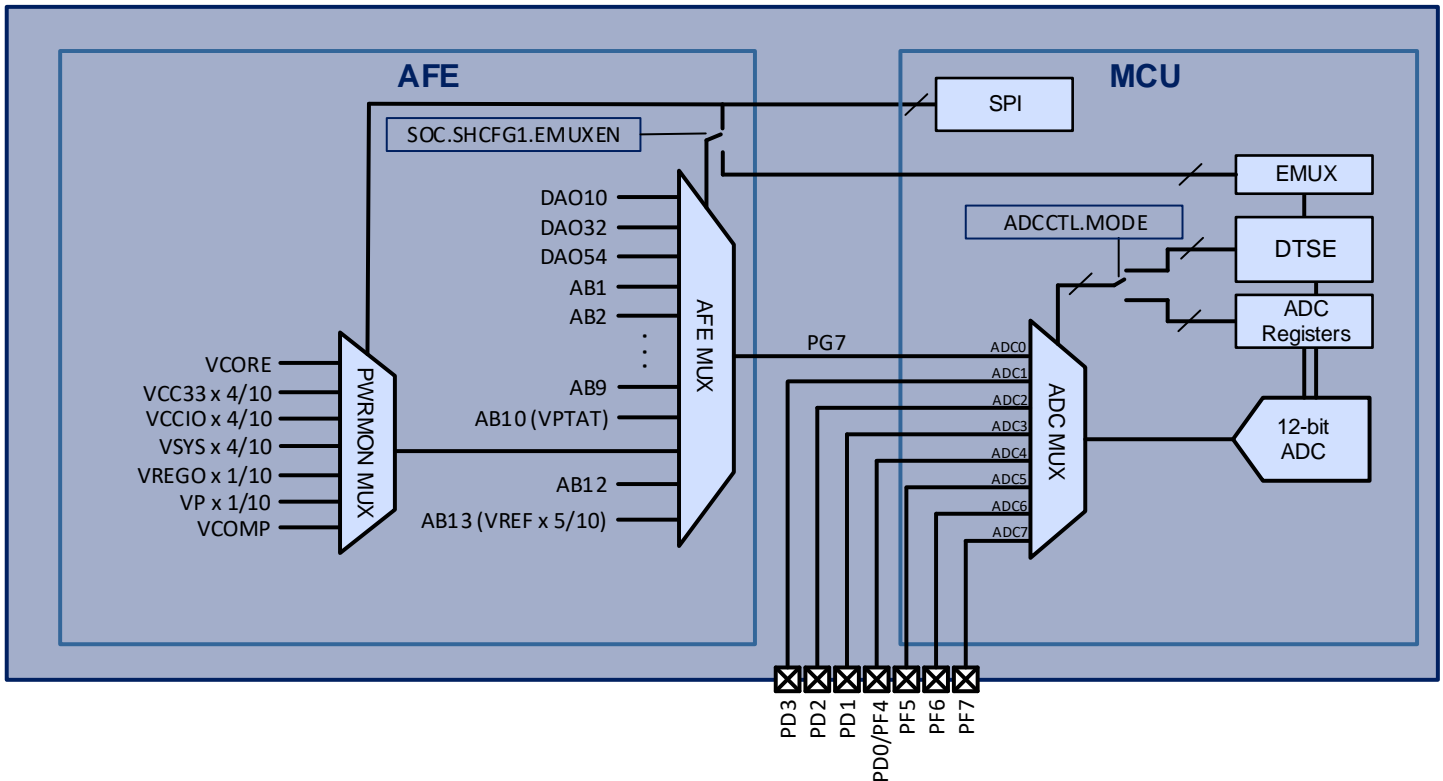 AFE
MCU
SPI
SOC.SHCFG1.EMUXEN
EMUX
DAO10
DAO32
DAO54
AB1
AB2
AB9
AB10 (VPTAT)
AB12
AB13 (VREF x 5/10)
AFE MUX
ADCCTL.MODE
DTSE
ADC
Registers
PG7
ADC0
ADC1
ADC2
ADC3
ADC4
ADC5
ADC6
ADC7
ADC MUX
12-bit
ADC
VCORE
VCC33 x 4/10
VCCIO x 4/10
VSYS x 4/10
VREGO x 1/10
VP x 1/10
VCOMP
PWRMON MUX
PD3
PD2
PD1
PD0/PF4
PF5
PF6
PF7